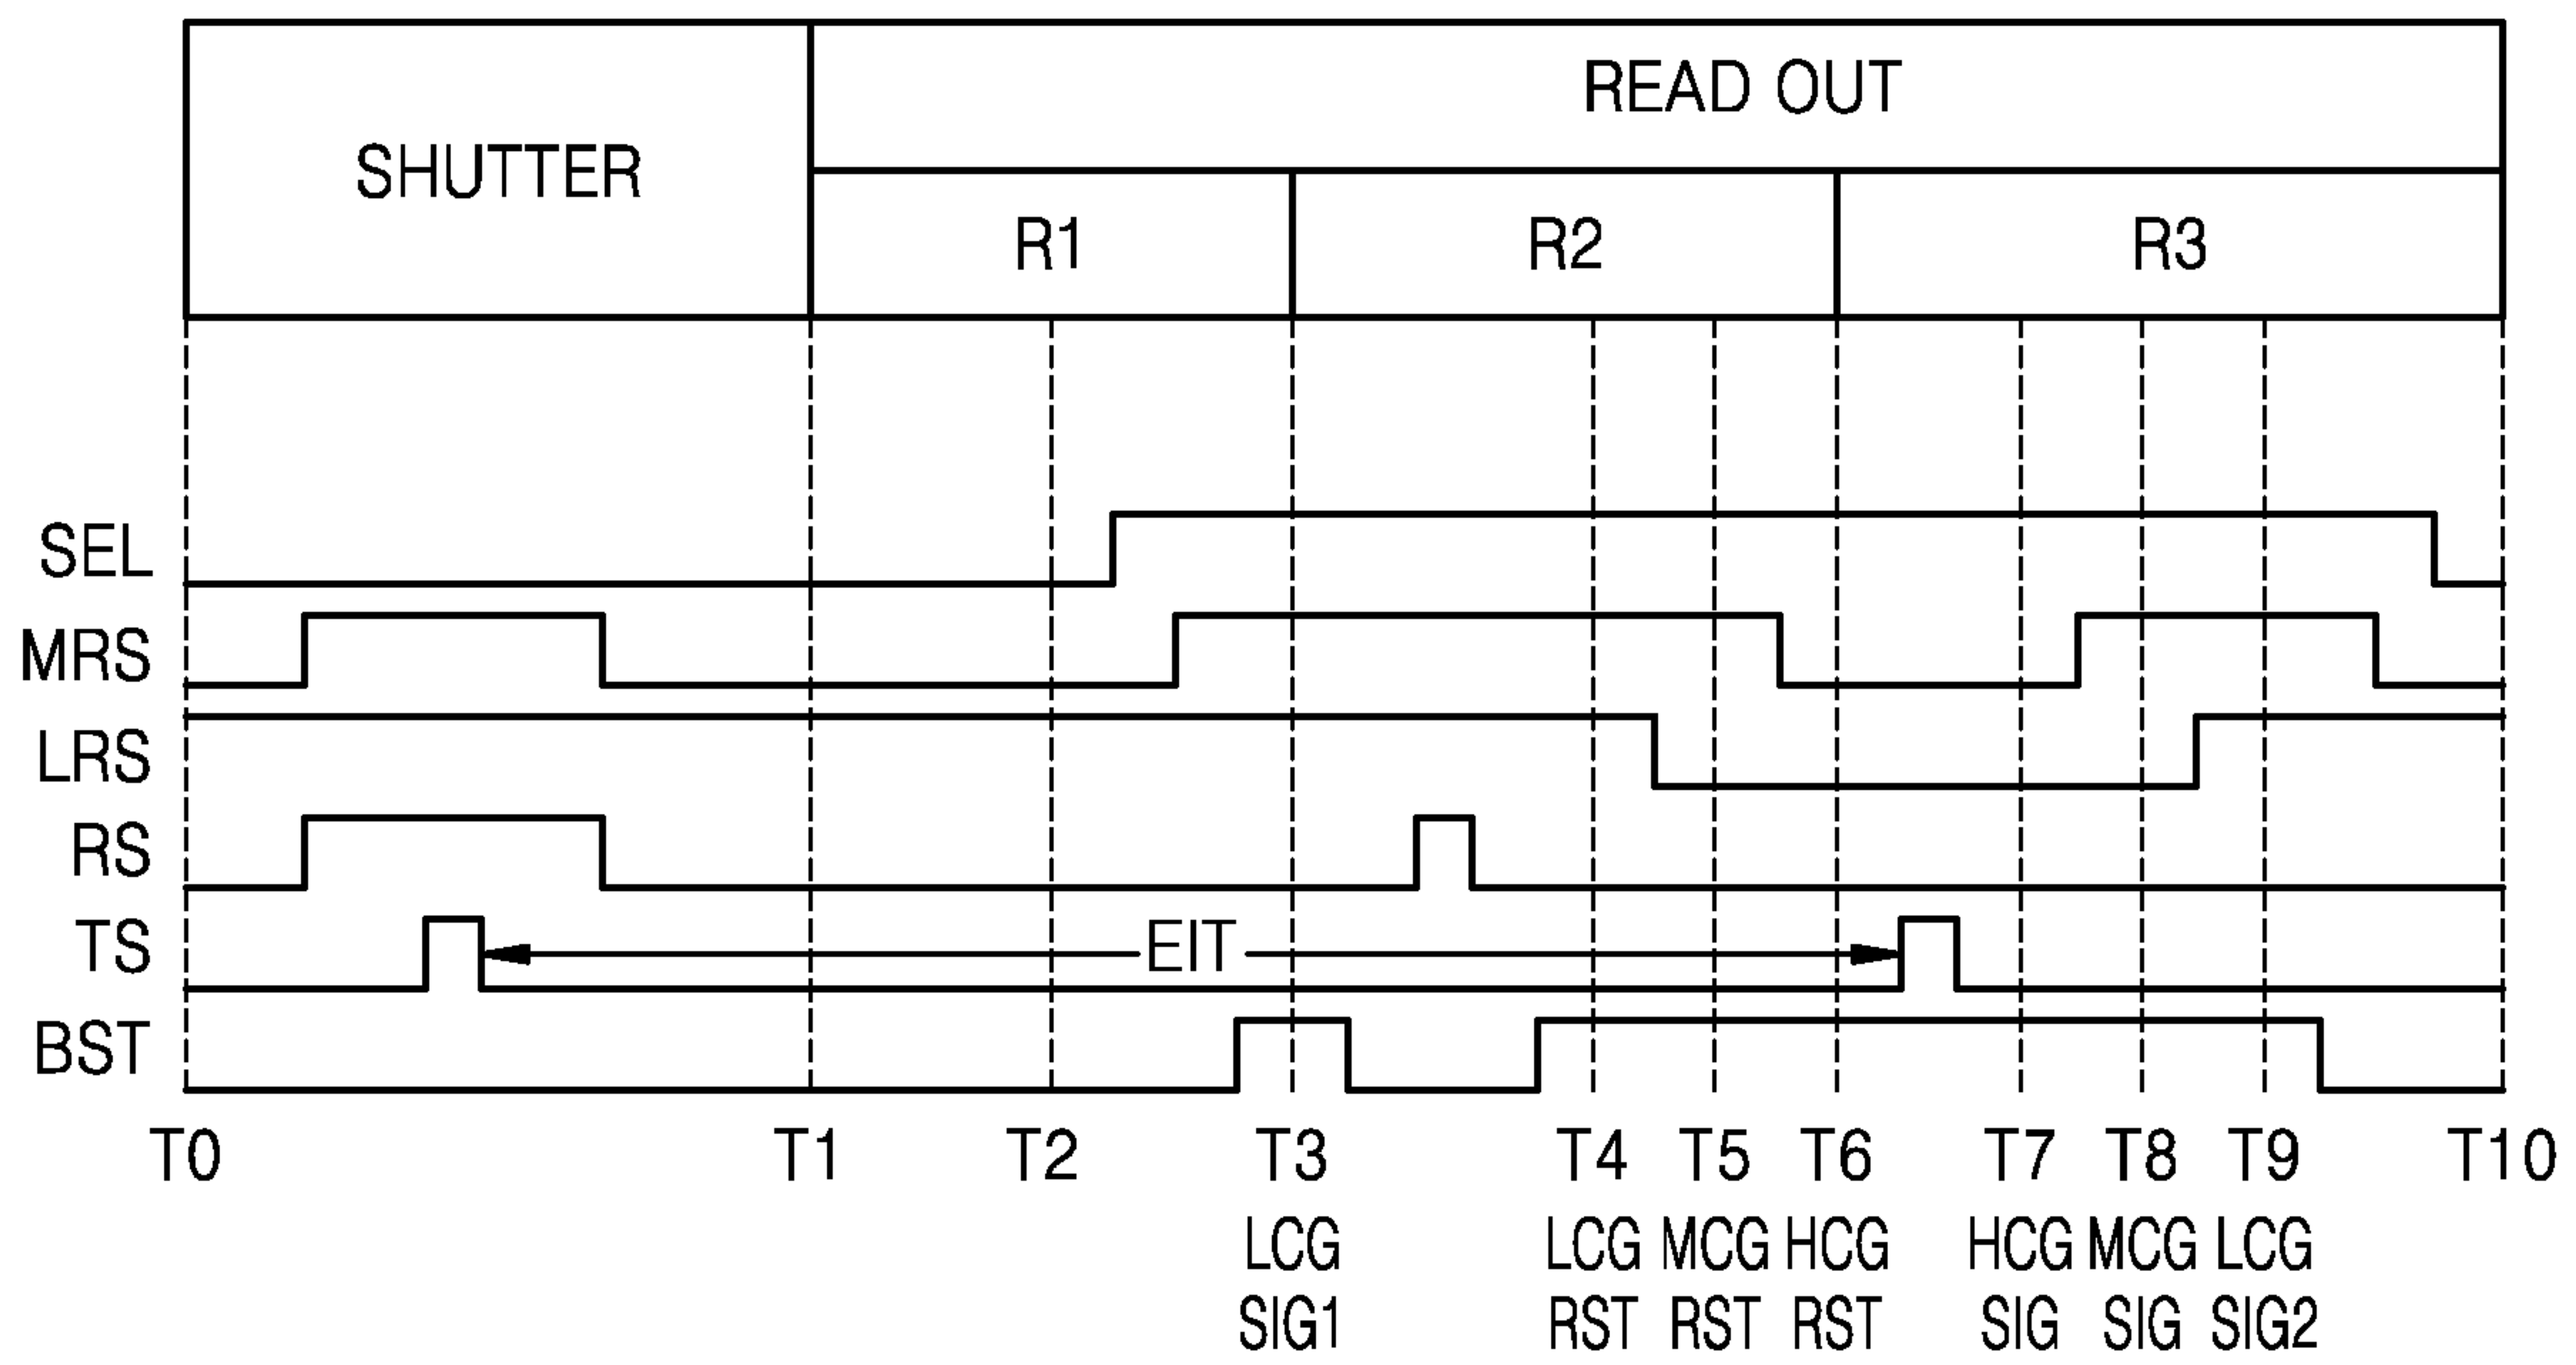 READ OUT
SHUTTER
R1 R2 R3
SEL
MRS
LRS
RS
TS EIT
BST
T0 T1 T2 T3 T4 T5 T6 T7 T8 T9 T10
LCG LCG MCG HCG HCG MCG LCG
SIG1 RST RST RST SIG SIG SIG2